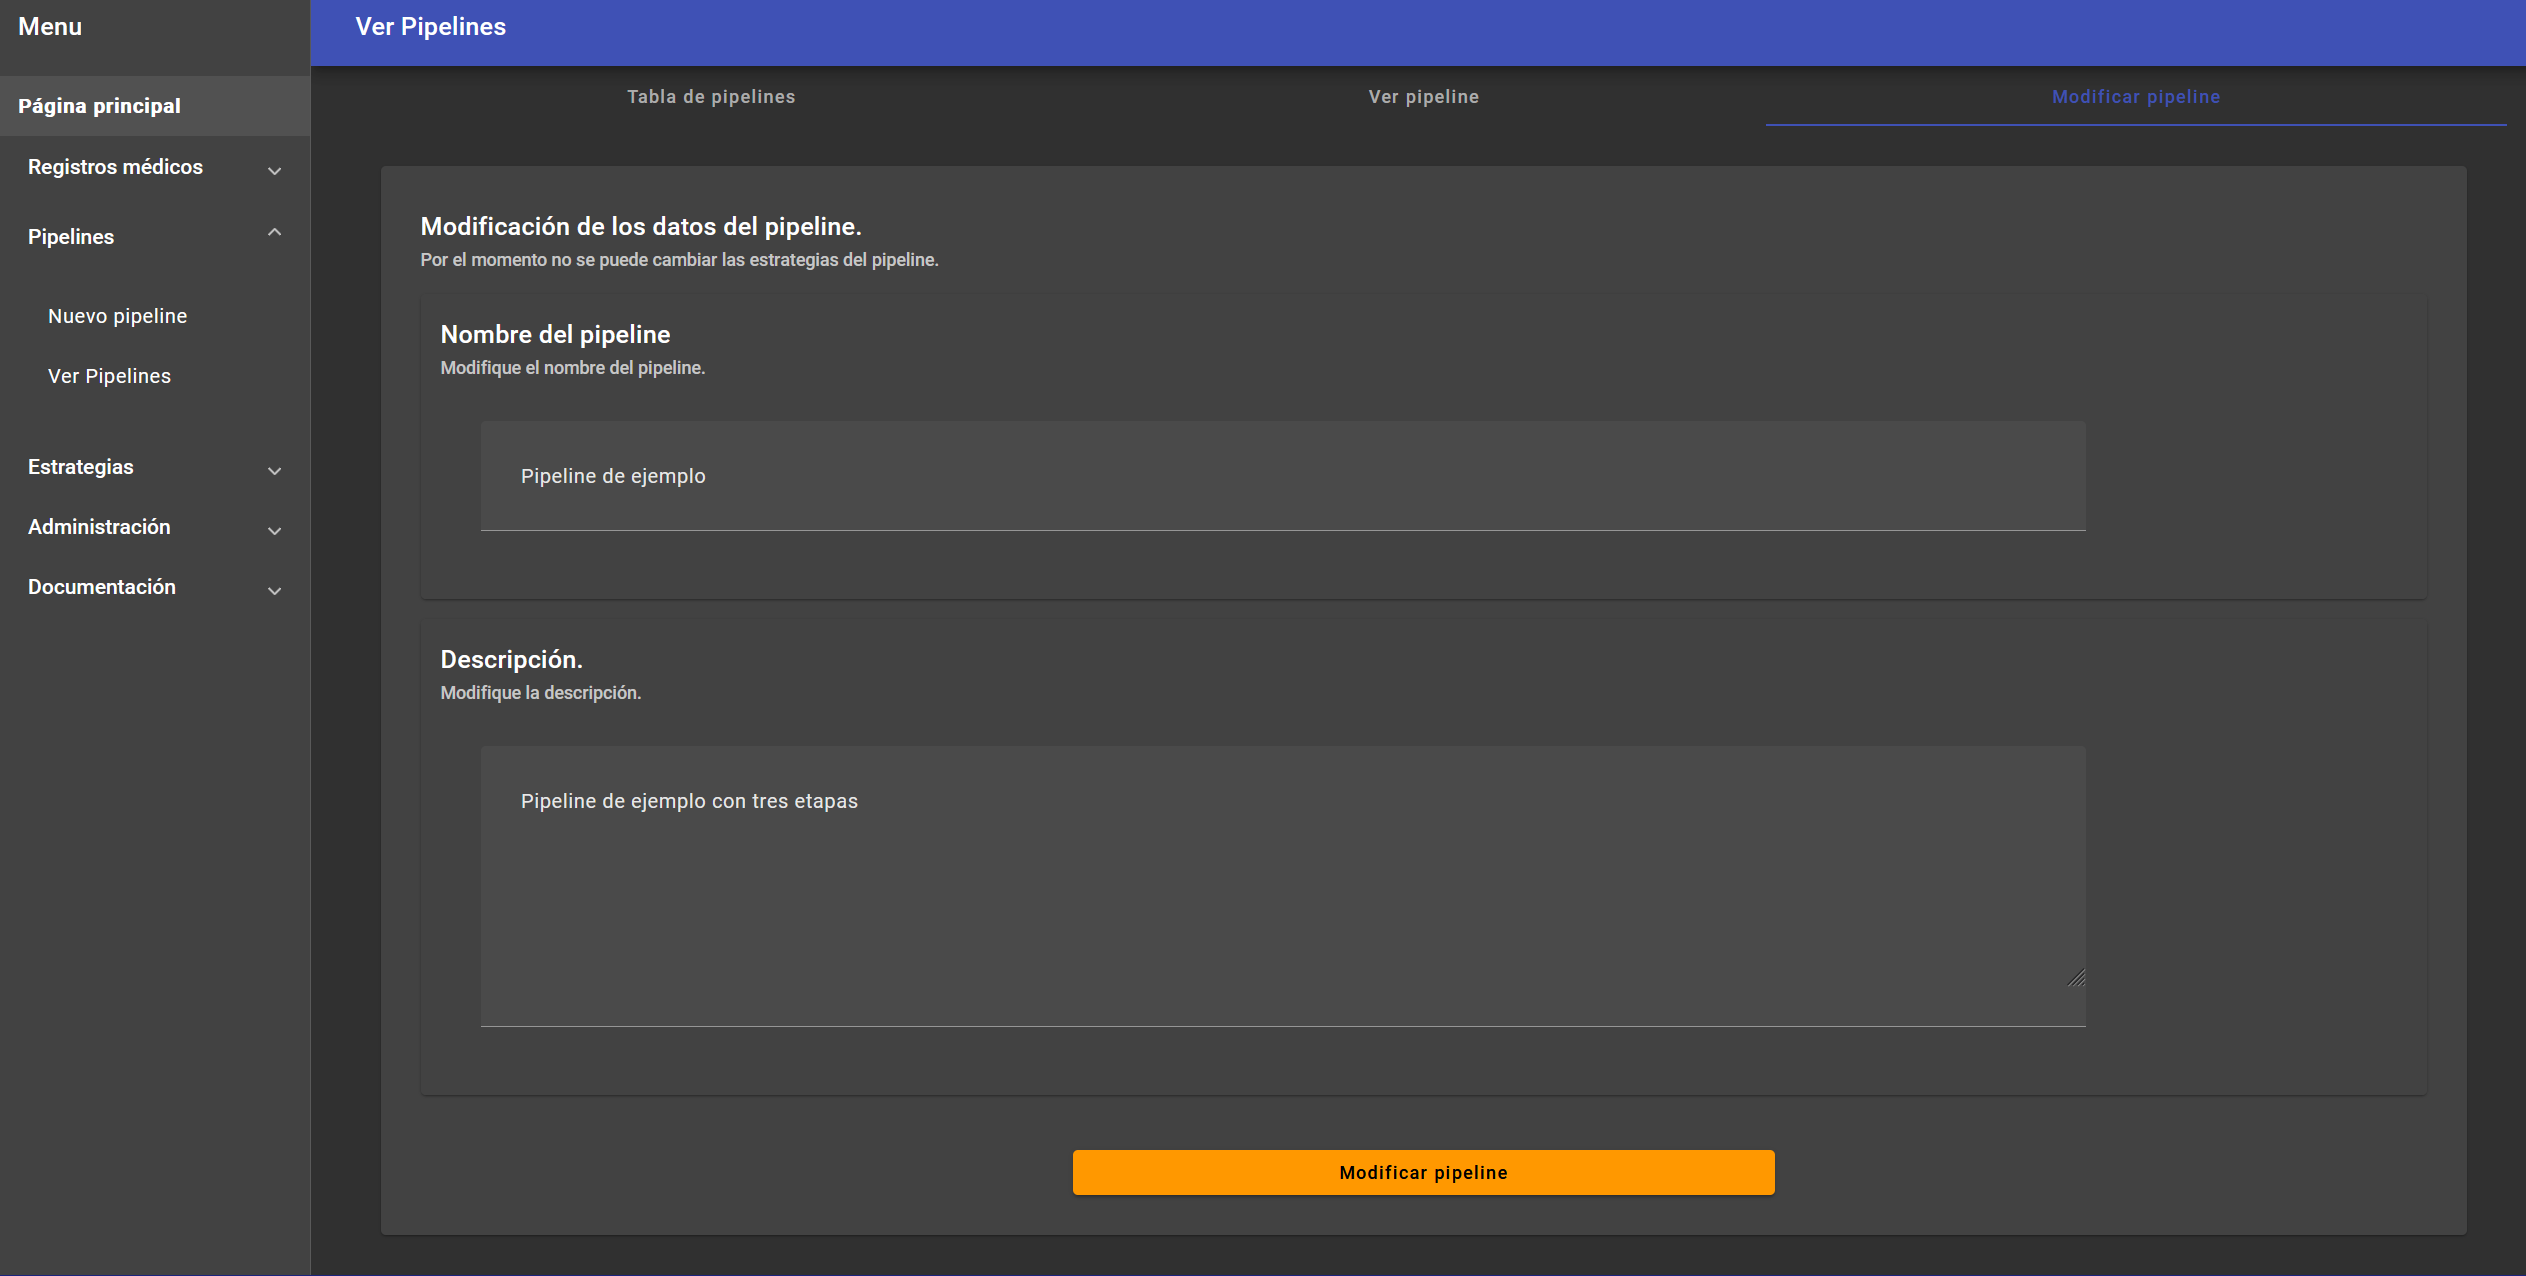 Menu
Página principal
Registros médicos
Pipelines
Nuevo pipeline
Ver Pipelines
Estrategias
Administración
Documentación
Ver Pipelines
Tabla de pipelines
Ver pipeline
Modificar pipeline
Modificación de los datos del pipeline.
Por el momento no se puede cambiar las estrategias del pipeline.
Nombre del pipeline
Modifique el nombre del pipeline.
Pipeline de ejemplo
Descripción.
Modifique la descripción.
Pipeline de ejemplo con tres etapas
Modificar pipeline